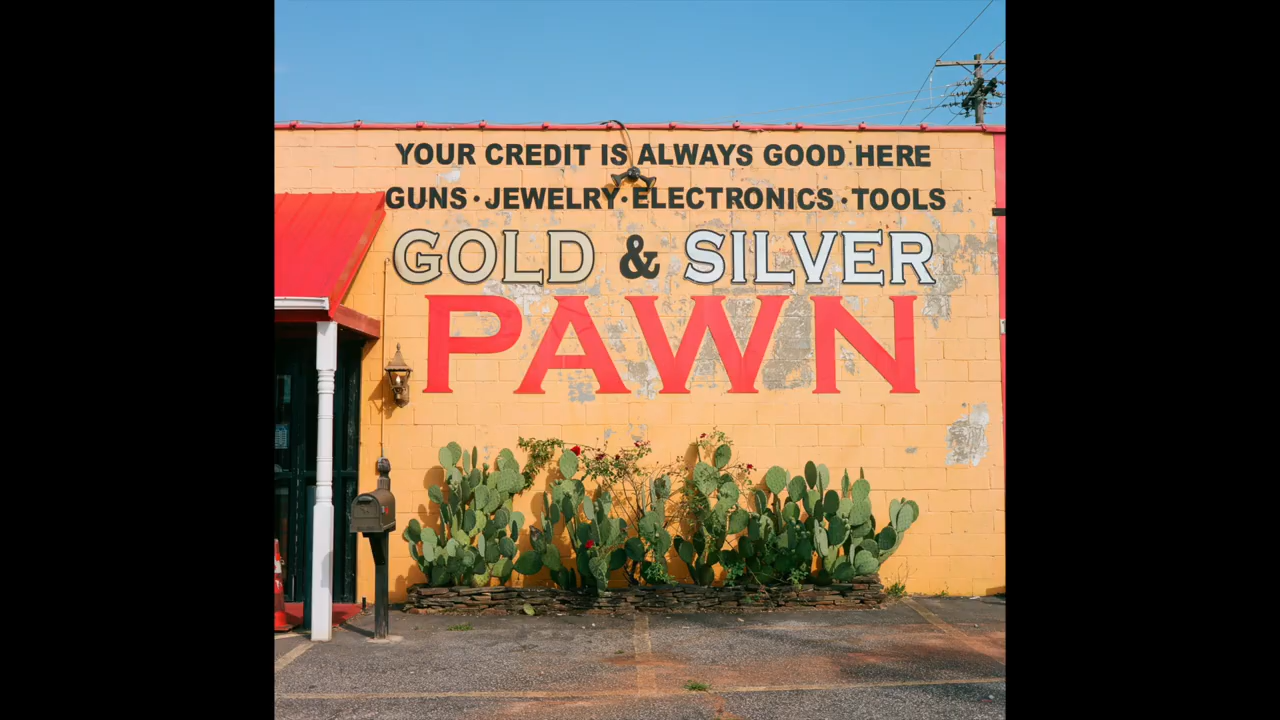 YOUR CREDIT IS ALWAYS GOOD HERE
GUNS · JEWELRY · ELECTRONICS · TOOLS
GOLD & SILVER
PAWN